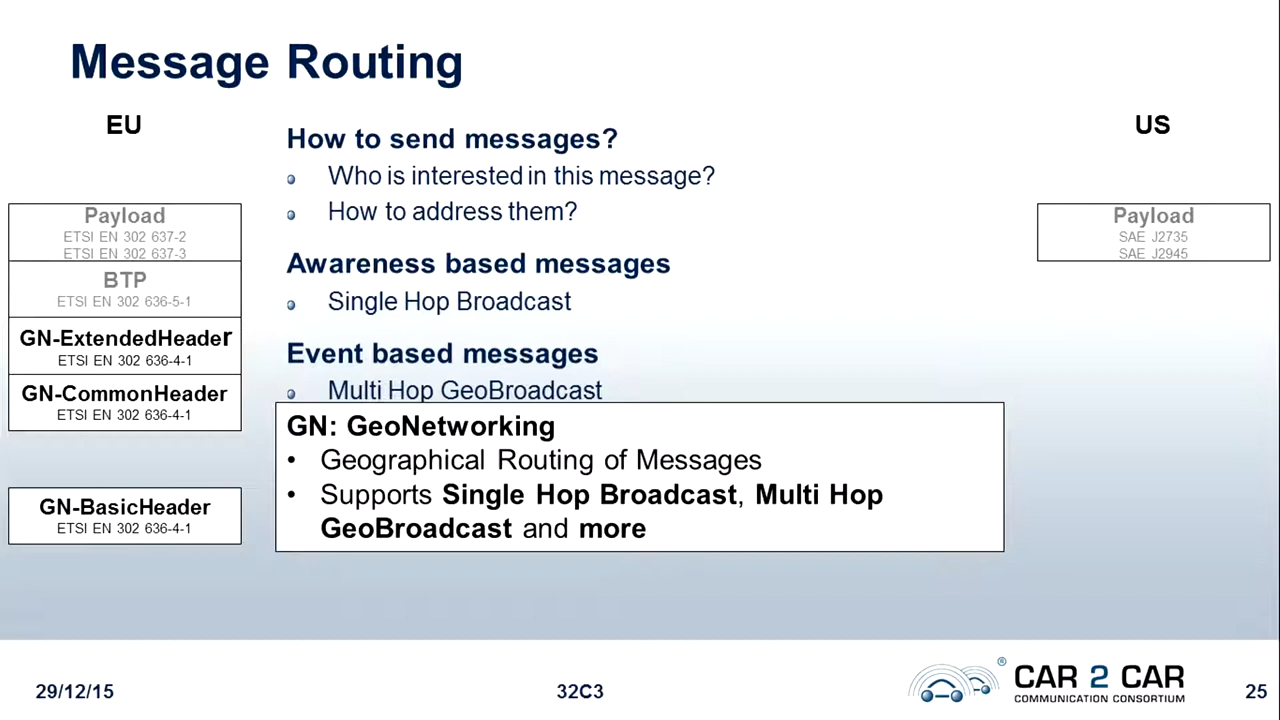 Message Routing
EU
US
How to send messages?
Who is interested in this message?
How to address them?
Awareness based messages
Single Hop Broadcast
Event based messages
Multi Hop GeoBroadcast
GN: GeoNetworking
• Geographical Routing of Messages
• Supports Single Hop Broadcast, Multi Hop
GeoBroadcast and more
Payload
ETSI EN 302 637-2
ETSI EN 302 637-3
BTP
ETSI EN 302 636-5-1
GN-ExtendedHeader
ETSI EN 302 636-4-1
GN-CommonHeader
ETSI EN 302 636-4-1
GN-BasicHeader
ETSI EN 302 636-4-1
Payload
SAE J2735
SAE J2945
29/12/15
32C3
® CAR 2 CAR
COMMUNICATION CONSORTIUM
25